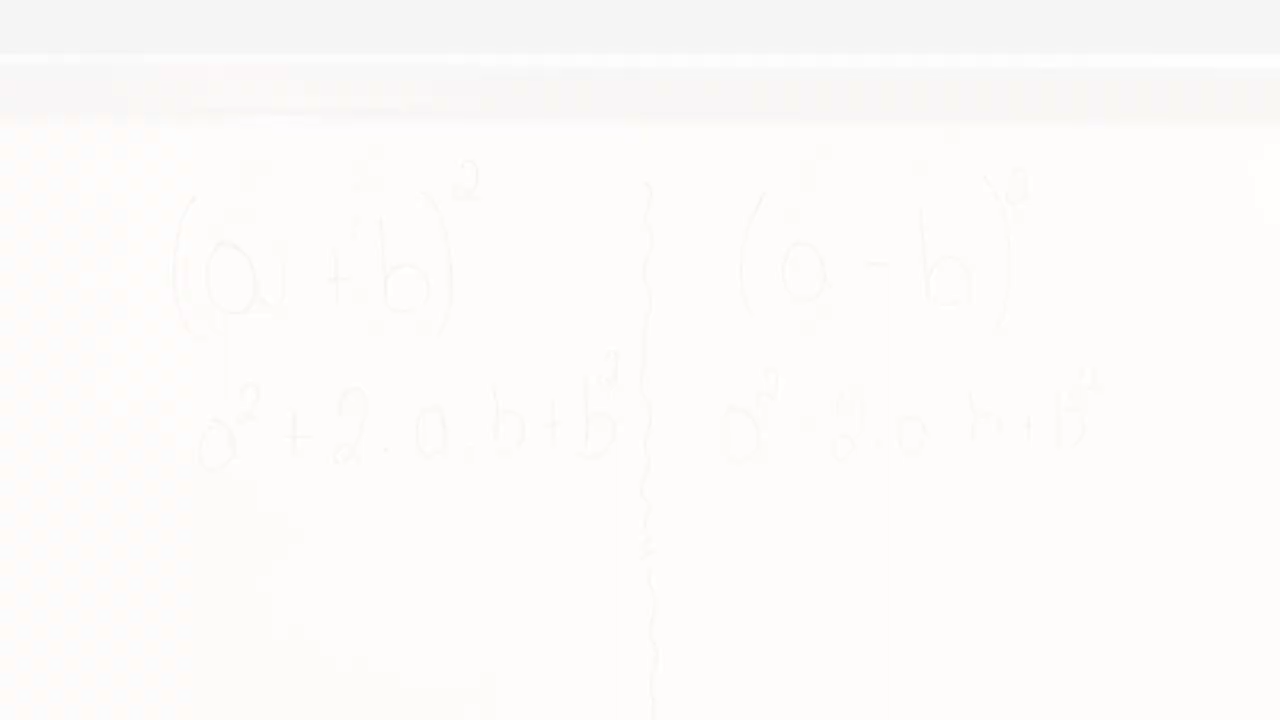 (a + b)²
(a - b)²
a² + 2 . a . b + b²
a² - 2 . a . b + b²